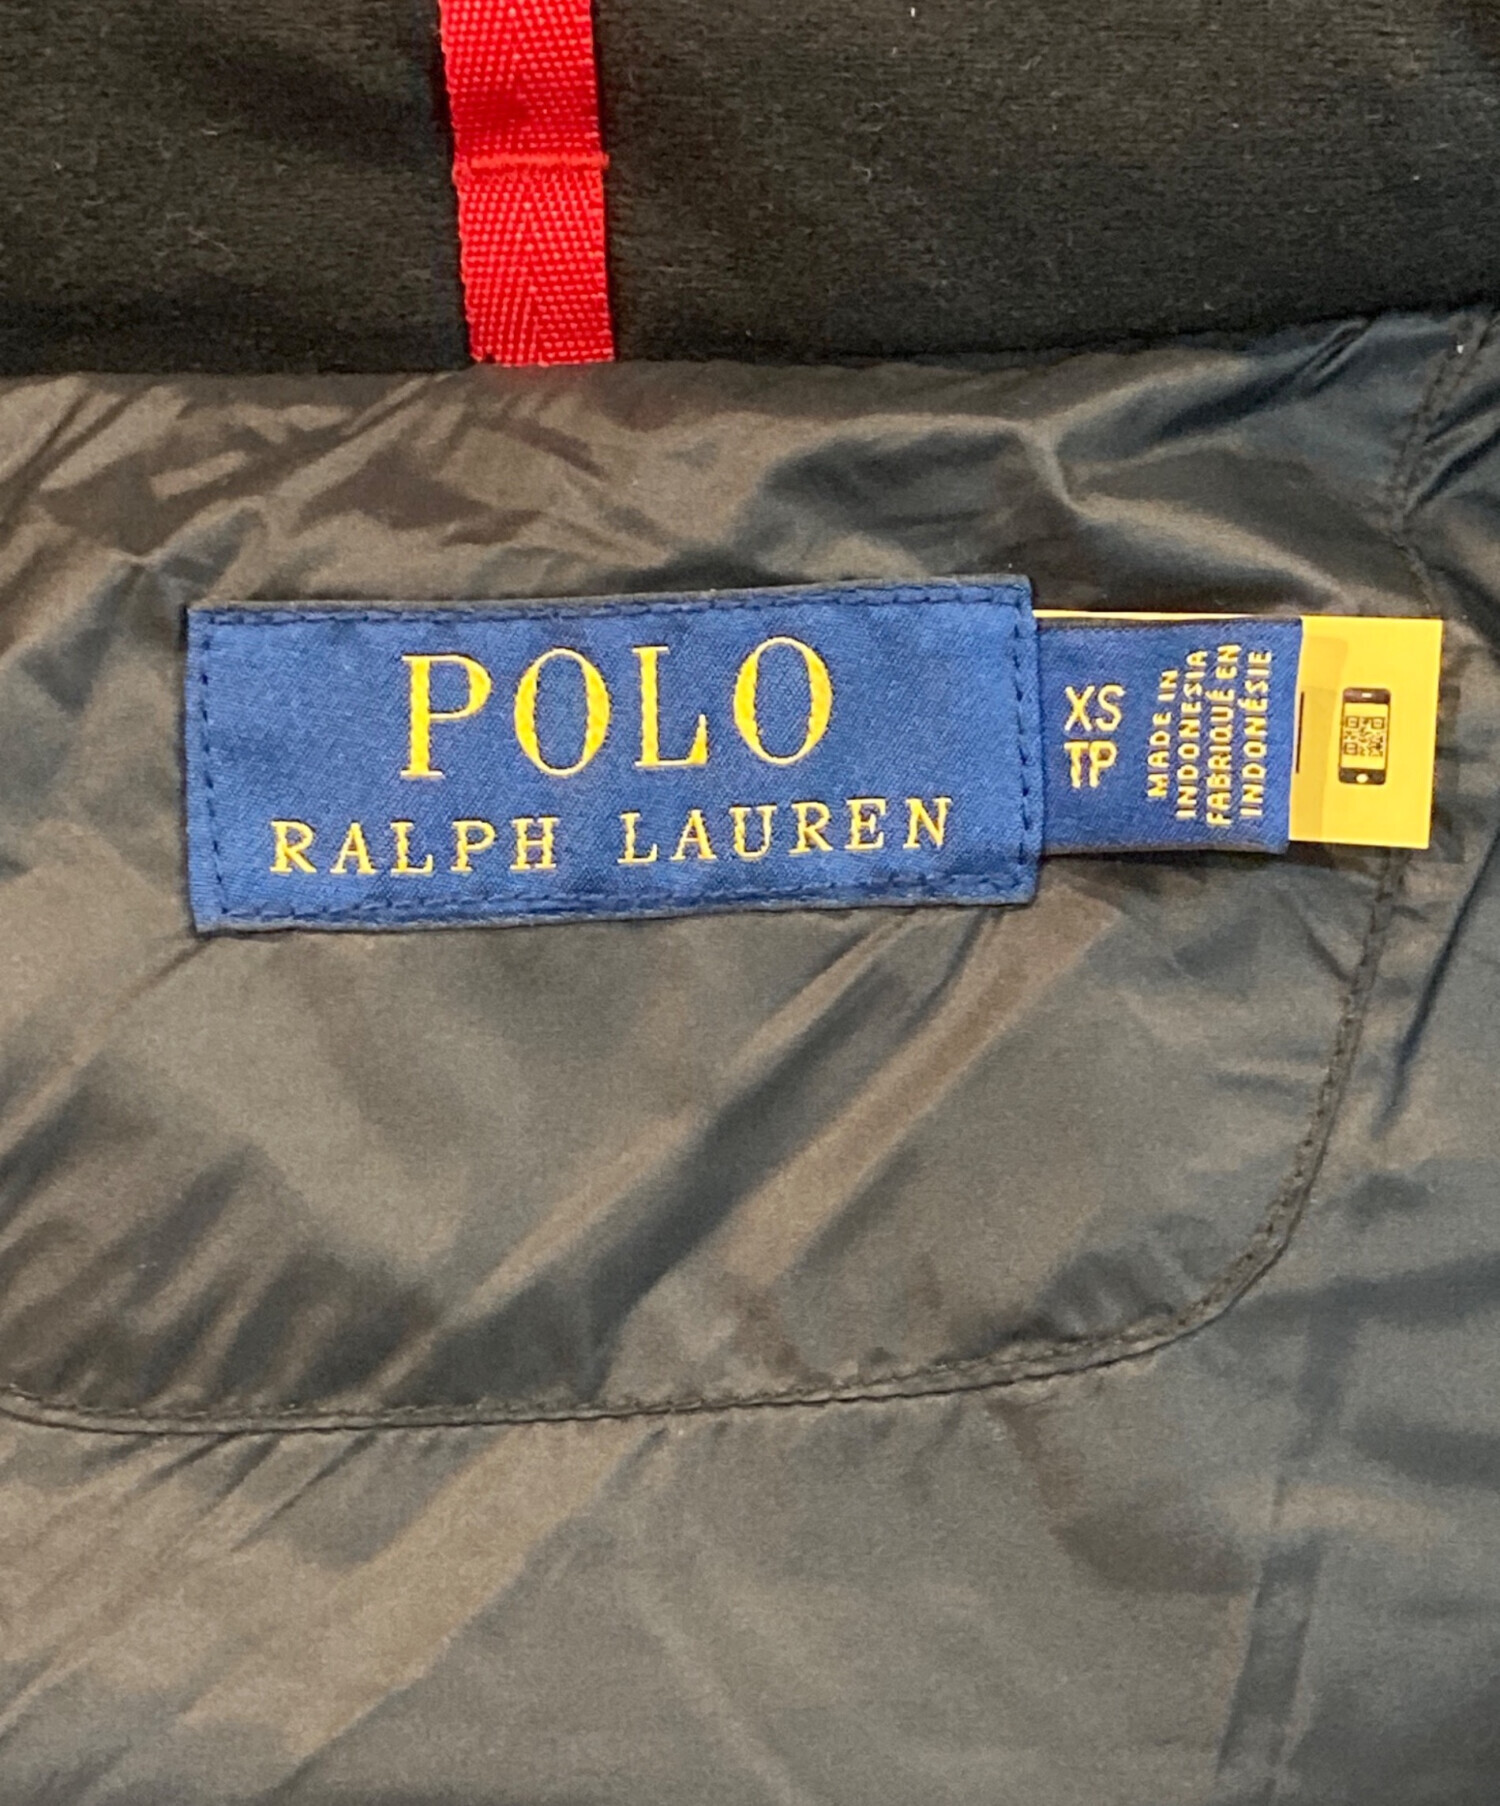 POLO
RALPH LAUREN
XS
TP
MADE IN
INDONESIA
FABRIQUÉ EN
INDONÉSIE